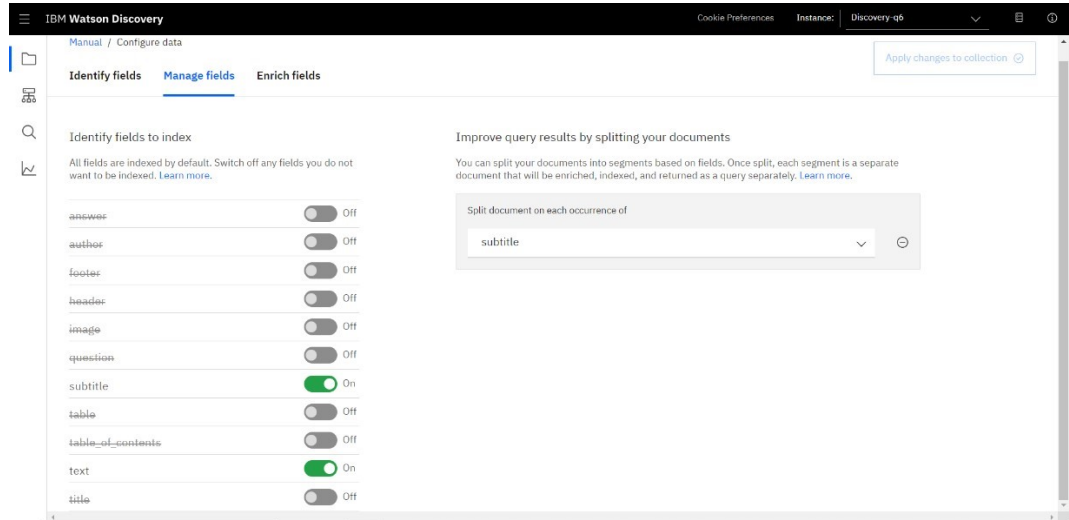 IBM Watson Discovery
Cookie Preferences
Instance:
Discovery-q6
Manual / Configure data
Apply changes to collection
Identify fields
Manage fields
Enrich fields
Identify fields to index
All fields are indexed by default. Switch off any fields you do not
want to be indexed. Learn more.
answer Off
author Off
footer Off
header Off
image Off
question Off
subtitle On
table Off
table_of_contents Off
text On
title Off
Improve query results by splitting your documents
You can split your documents into segments based on fields. Once split, each segment is a separate
document that will be enriched, indexed, and returned as a query separately. Learn more.
Split document on each occurrence of
subtitle